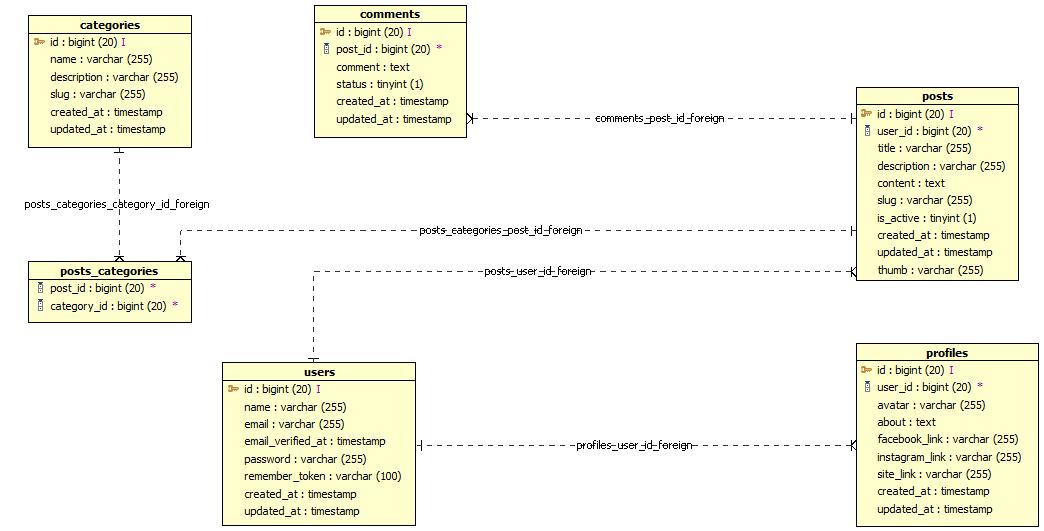 categories
id : bigint (20) I
name : varchar (255)
description : varchar (255)
slug : varchar (255)
created_at : timestamp
updated_at : timestamp
comments
id : bigint (20) I
post_id : bigint (20) *
comment : text
status : tinyint (1)
created_at : timestamp
updated_at : timestamp
posts
id : bigint (20) I
user_id : bigint (20) *
title : varchar (255)
description : varchar (255)
content : text
slug : varchar (255)
is_active : tinyint (1)
created_at : timestamp
updated_at : timestamp
thumb : varchar (255)
comments_post_id_foreign
posts_categories_category_id_foreign
posts_categories_post_id_foreign
posts_categories
post_id : bigint (20) *
category_id : bigint (20) *
posts_user_id_foreign
users
id : bigint (20) I
name : varchar (255)
email : varchar (255)
email_verified_at : timestamp
password : varchar (255)
remember_token : varchar (100)
created_at : timestamp
updated_at : timestamp
profiles_user_id_foreign
profiles
id : bigint (20) I
user_id : bigint (20) *
avatar : varchar (255)
about : text
facebook_link : varchar (255)
instagram_link : varchar (255)
site_link : varchar (255)
created_at : timestamp
updated_at : timestamp